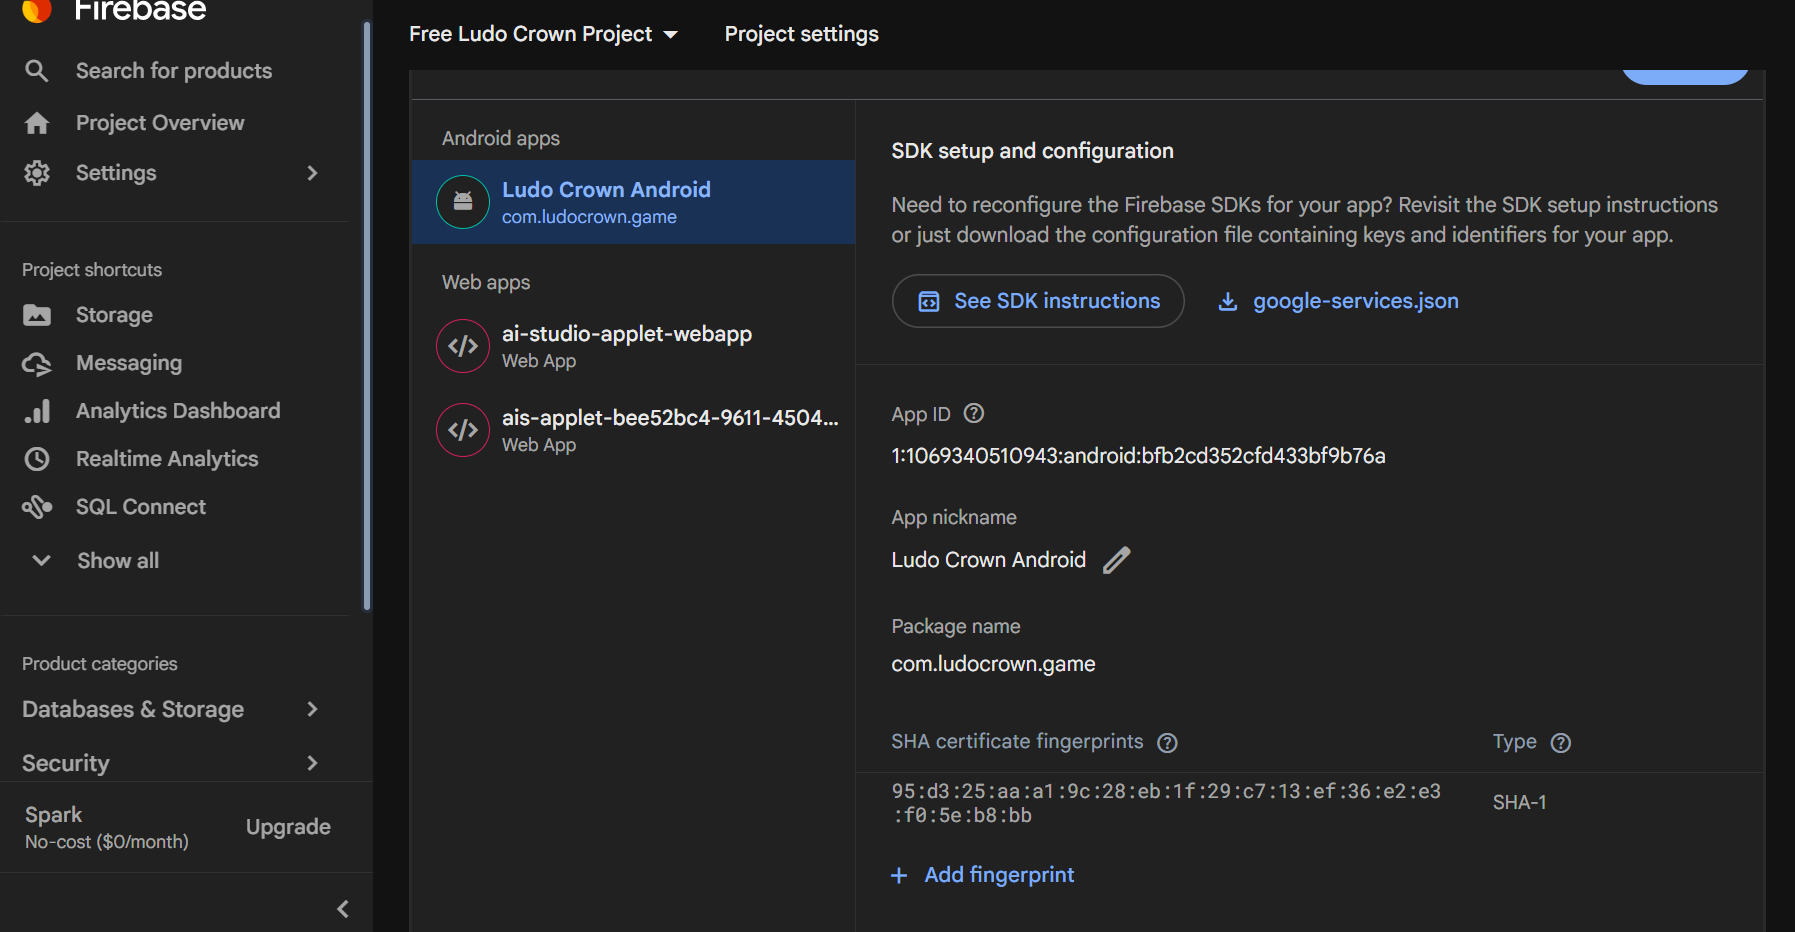 Firebase
Search for products
Project Overview
Settings
Project shortcuts
Storage
Messaging
Analytics Dashboard
Realtime Analytics
SQL Connect
Show all
Product categories
Databases & Storage
Security
Spark
No-cost ($0/month)
Upgrade
Free Ludo Crown Project
Project settings
Android apps
Ludo Crown Android
com.ludocrown.game
Web apps
ai-studio-applet-webapp
Web App
ais-applet-bee52bc4-9611-4504...
Web App
SDK setup and configuration
Need to reconfigure the Firebase SDKs for your app? Revisit the SDK setup instructions
or just download the configuration file containing keys and identifiers for your app.
See SDK instructions
google-services.json
App ID
1:1069340510943:android:bfb2cd352cfd433bf9b76a
App nickname
Ludo Crown Android
Package name
com.ludocrown.game
SHA certificate fingerprints
Type
95:d3:25:aa:a1:9c:28:eb:1f:29:c7:13:ef:36:e2:e3
:f0:5e:b8:bb
SHA-1
+ Add fingerprint